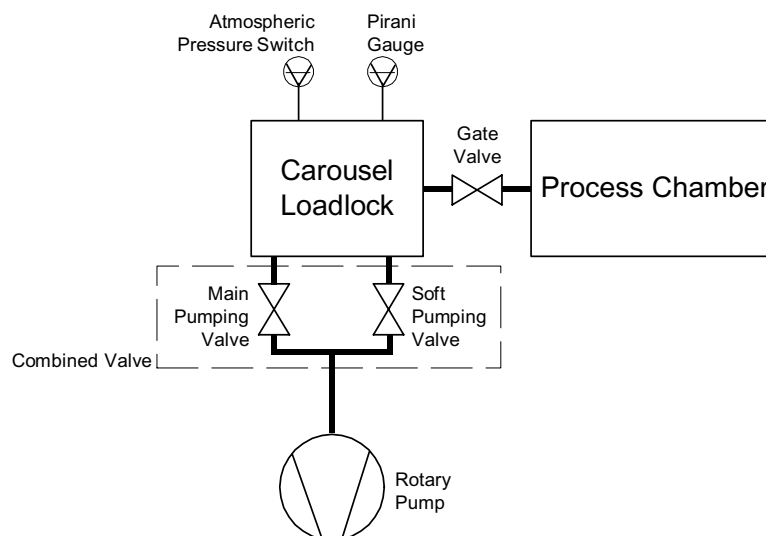 Atmospheric
Pressure Switch
Pirani
Gauge
Carousel
Loadlock
Gate
Valve
Process Chamber
Main
Pumping
Valve
Soft
Pumping
Valve
Combined Valve
Rotary
Pump